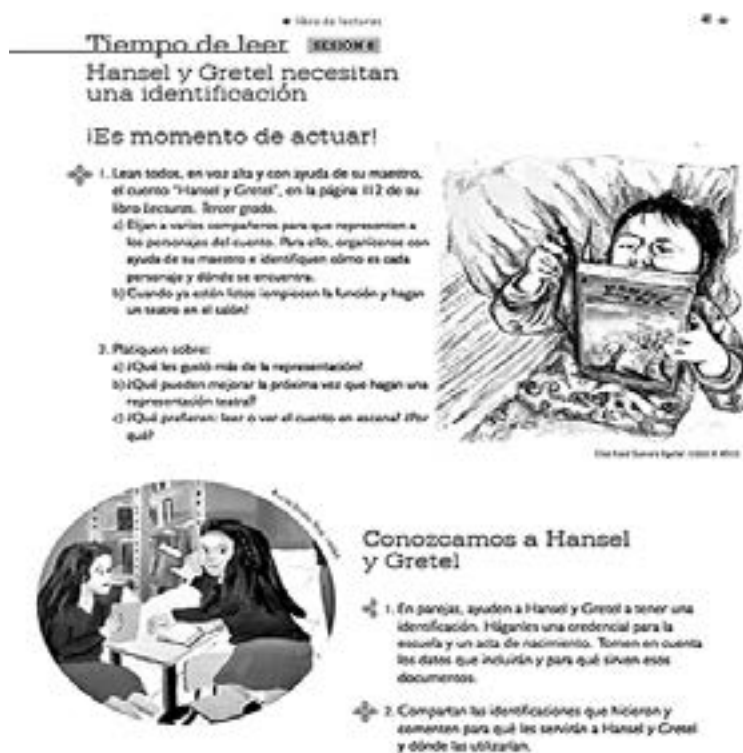 libro de lecturas
Tiempo de leer SESIÓN 6
Hansel y Gretel necesitan
una identificación
¡Es momento de actuar!
1. Lean todos, en voz alta y con ayuda de su maestro,
el cuento "Hansel y Gretel", en la página 112 de su
libro Lecturas. Tercer grado.
a) Elijan a varios compañeros para que representen a
los personajes del cuento. Para ello, organícense con
ayuda de su maestro e identifiquen cómo es cada
personaje y dónde se encuentra.
b) Cuando ya estén listos ¡empiecen la función y hagan
un teatro en el salón!
2. Platiquen sobre:
a) ¿Qué les gustó más de la representación?
b) ¿Qué pueden mejorar la próxima vez que hagan una
representación teatral?
c) ¿Qué prefieren: leer o ver el cuento en escena? ¿Por
qué?
Conozcamos a Hansel
y Gretel
1. En parejas, ayuden a Hansel y Gretel a tener una
identificación. Háganles una credencial para la
escuela y un acta de nacimiento. Tomen en cuenta
los datos que incluirán y para qué sirven esos
documentos.
2. Compartan las identificaciones que hicieron y
comenten para qué les servirán a Hansel y Gretel
y dónde las utilizarían.